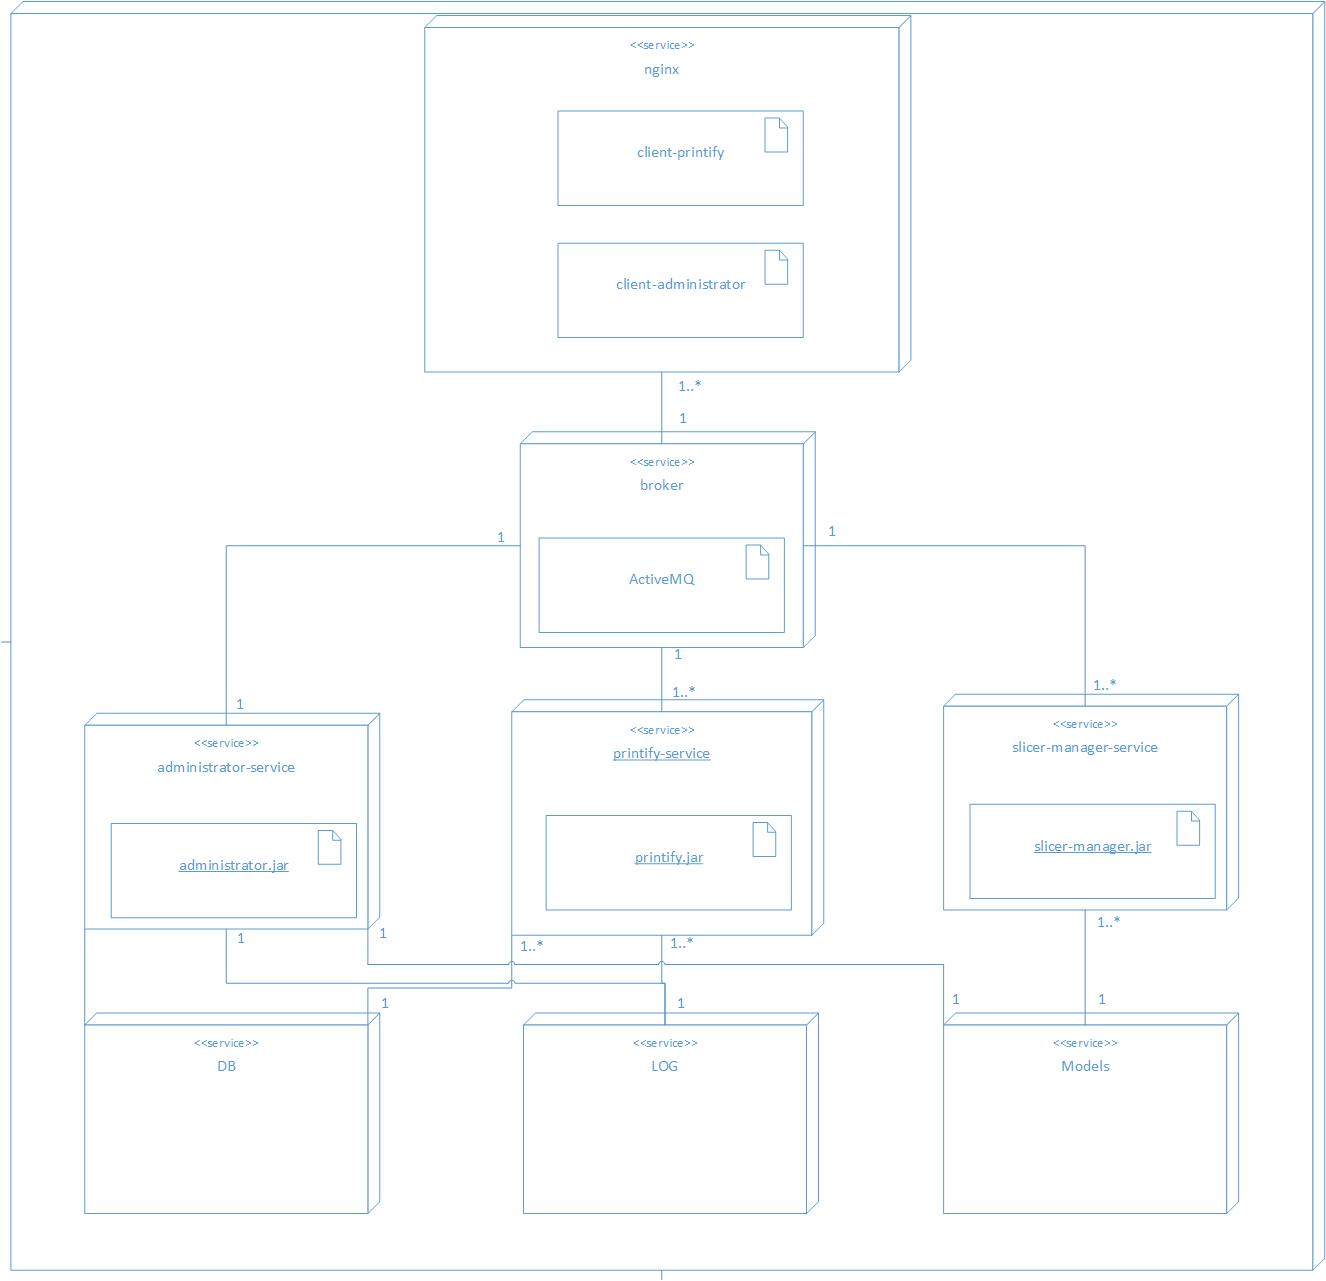 <<service>>
nginx
client-printify
client-administrator
1..*
1
<<service>>
broker
1
1
ActiveMQ
1
1..*
1
1..*
<<service>>
administrator-service
administrator.jar
<<service>>
printify-service
printify.jar
<<service>>
slicer-manager-service
slicer-manager.jar
1
1
1..*
1..*
1..*
1
1
1
1
<<service>>
DB
<<service>>
LOG
<<service>>
Models